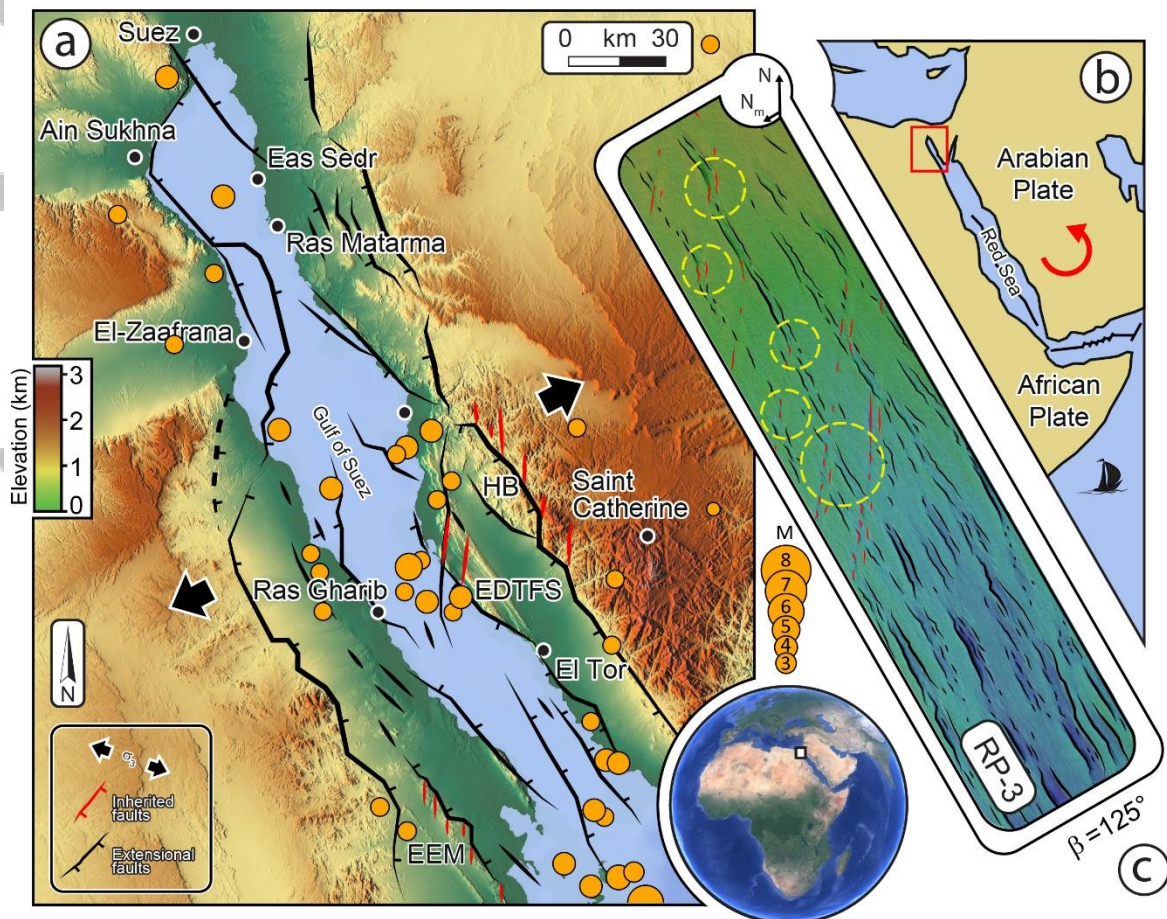 a
Suez
0 km 30
Ain Sukhna
Eas Sedr
Ras Matarma
El-Zaafrana
Elevation (km)
3
2
1
0
Gulf of Suez
HB
Saint
Catherine
Ras Gharib
EDTFS
El Tor
EEM
N
σ3
Inherited
faults
Extensional
faults
M
8
7
6
5
4
3
b
Arabian
Plate
Red Sea
African
Plate
N
Nm
RP-3
β =125°
c